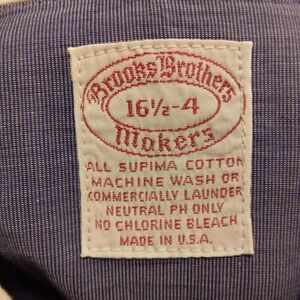 Brooks Brothers
16½-4
Makers
ALL SUPIMA COTTON
MACHINE WASH OR
COMMERCIALLY LAUNDER
NEUTRAL PH ONLY
NO CHLORINE BLEACH
MADE IN U.S.A.